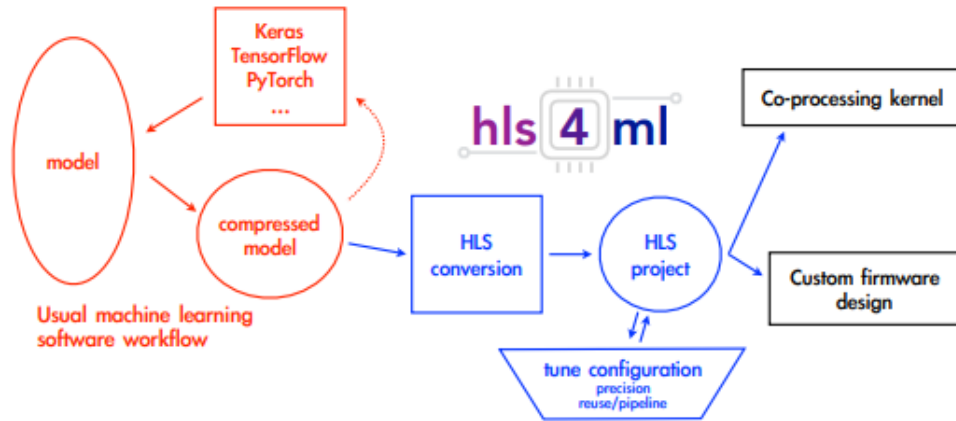 Keras
TensorFlow
PyTorch
...
model
compressed
model
Usual machine learning
software workflow
hls 4 ml
HLS
conversion
HLS
project
tune configuration
precision
reuse/pipeline
Co-processing kernel
Custom firmware
design